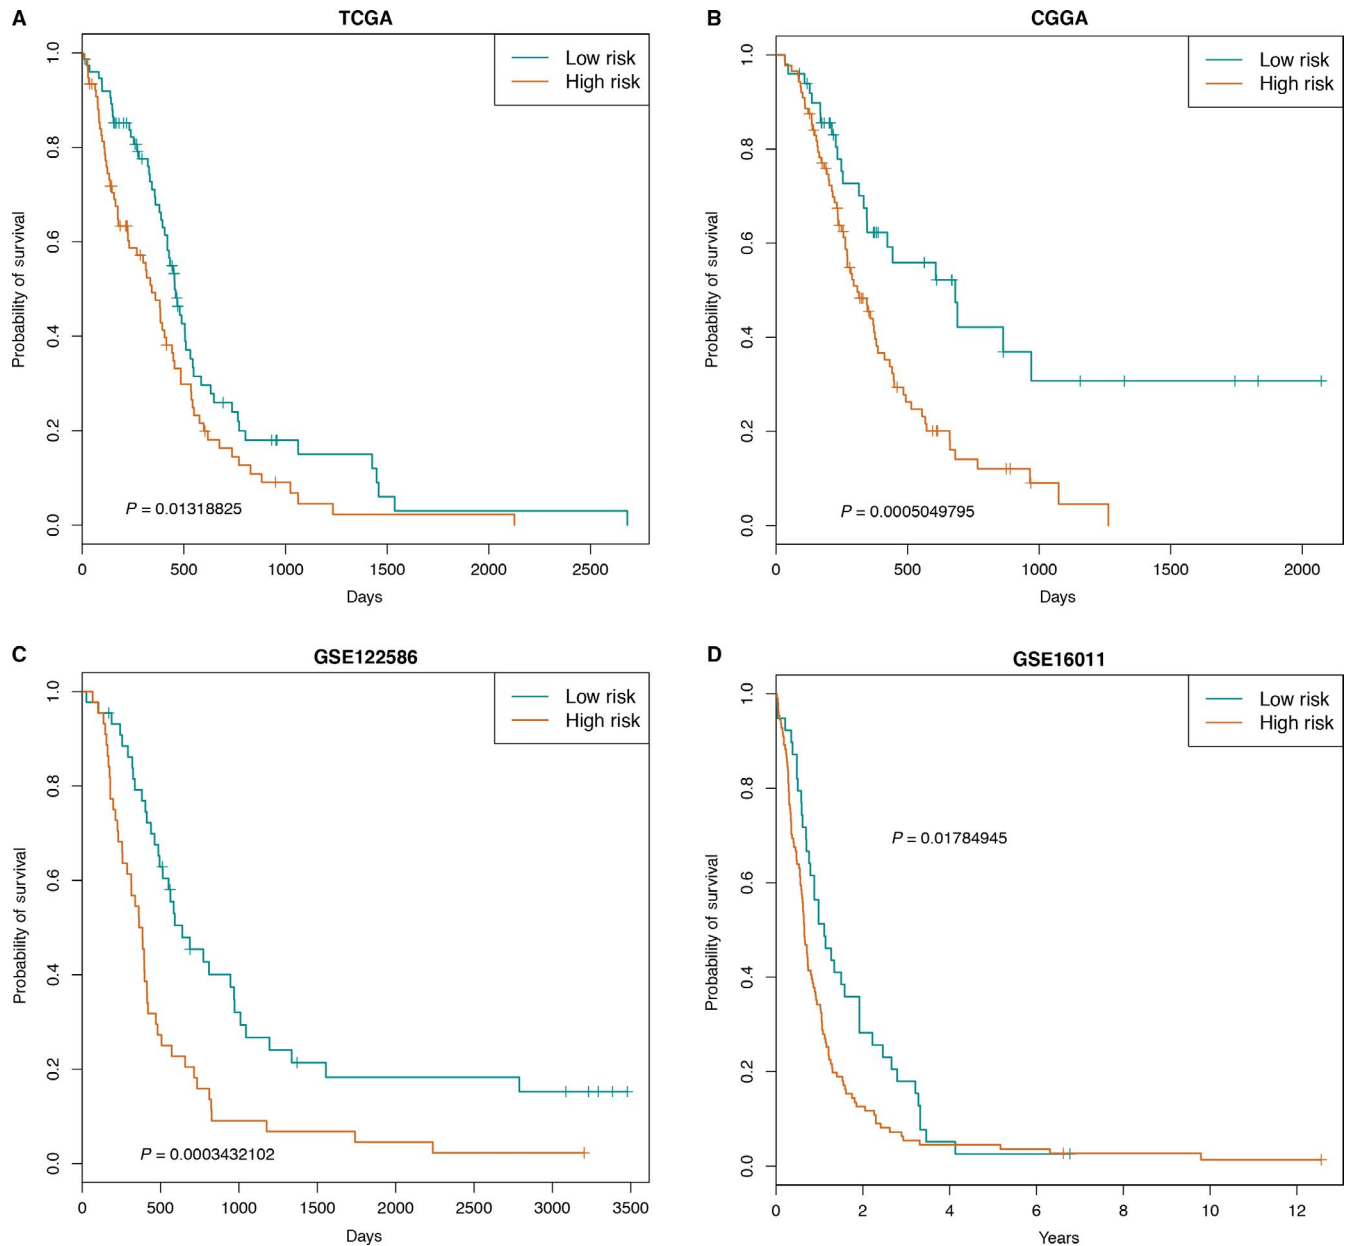 A
TCGA
Low risk
High risk
Probability of survival
1.0
0.8
0.6
0.4
0.2
0.0
P = 0.01318825
0 500 1000 1500 2000 2500
Days
B
CGGA
Low risk
High risk
Probability of survival
1.0
0.8
0.6
0.4
0.2
0.0
P = 0.0005049795
0 500 1000 1500 2000
Days
C
GSE122586
Low risk
High risk
Probability of survival
1.0
0.8
0.6
0.4
0.2
0.0
P = 0.0003432102
0 500 1000 1500 2000 2500 3000 3500
Days
D
GSE16011
Low risk
High risk
Probability of survival
1.0
0.8
0.6
0.4
0.2
0.0
P = 0.01784945
0 2 4 6 8 10 12
Years